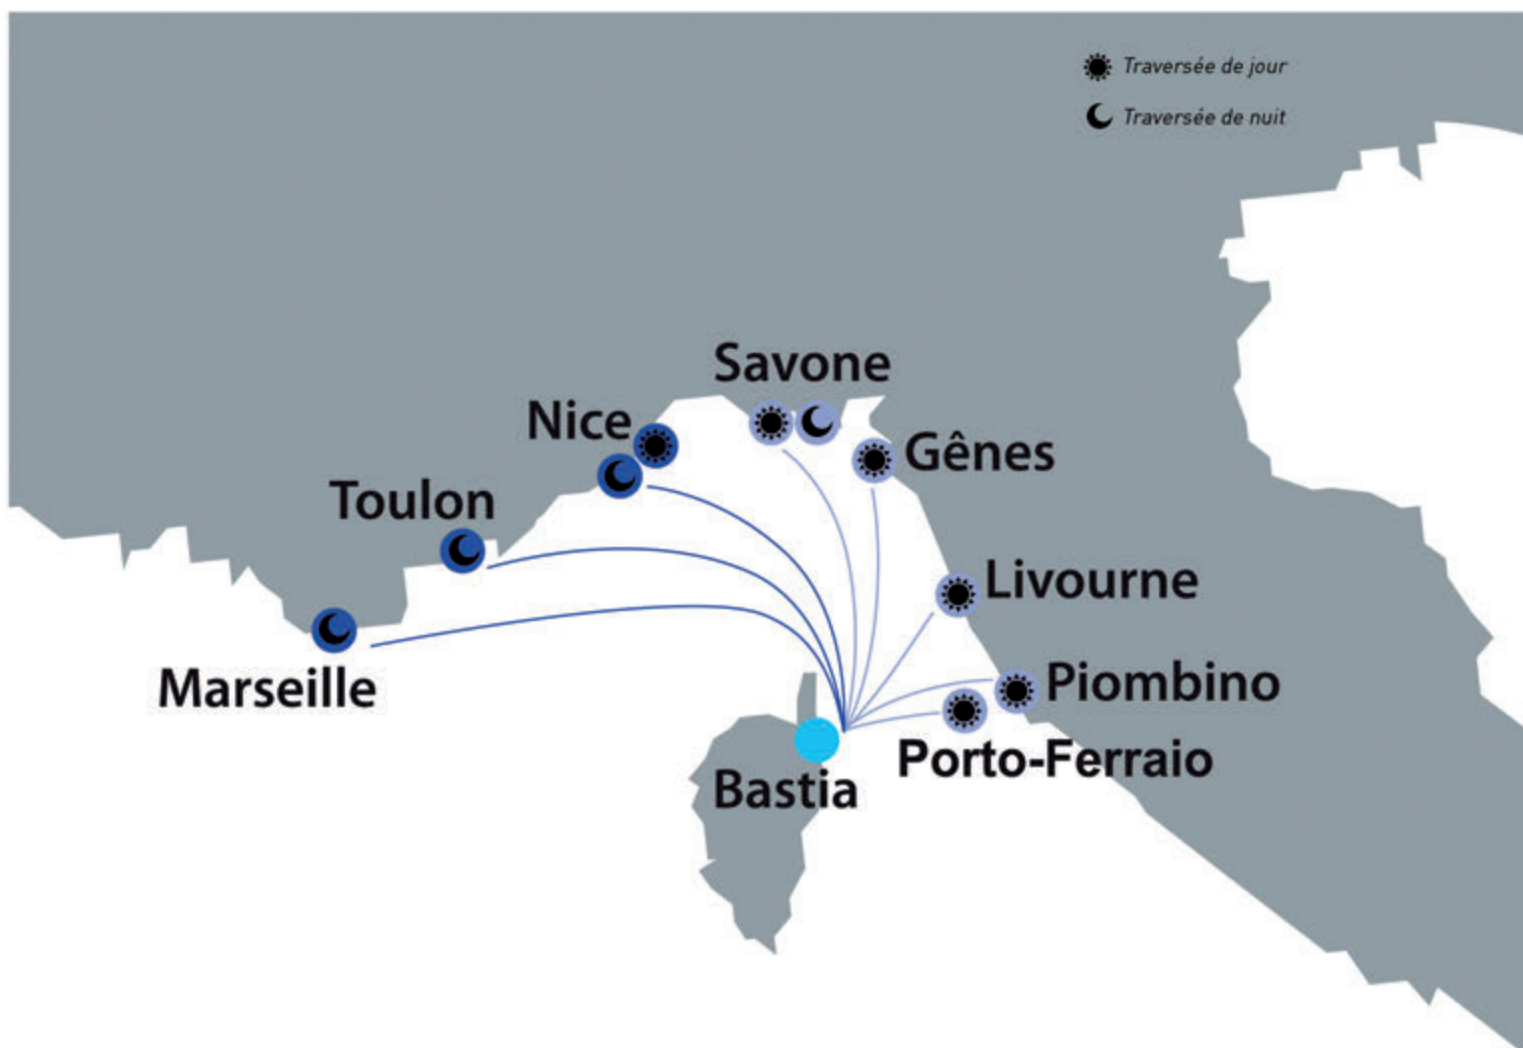 Traversée de jour
Traversée de nuit
Savone
Nice
Gênes
Toulon
Livourne
Marseille
Piombino
Porto-Ferraio
Bastia